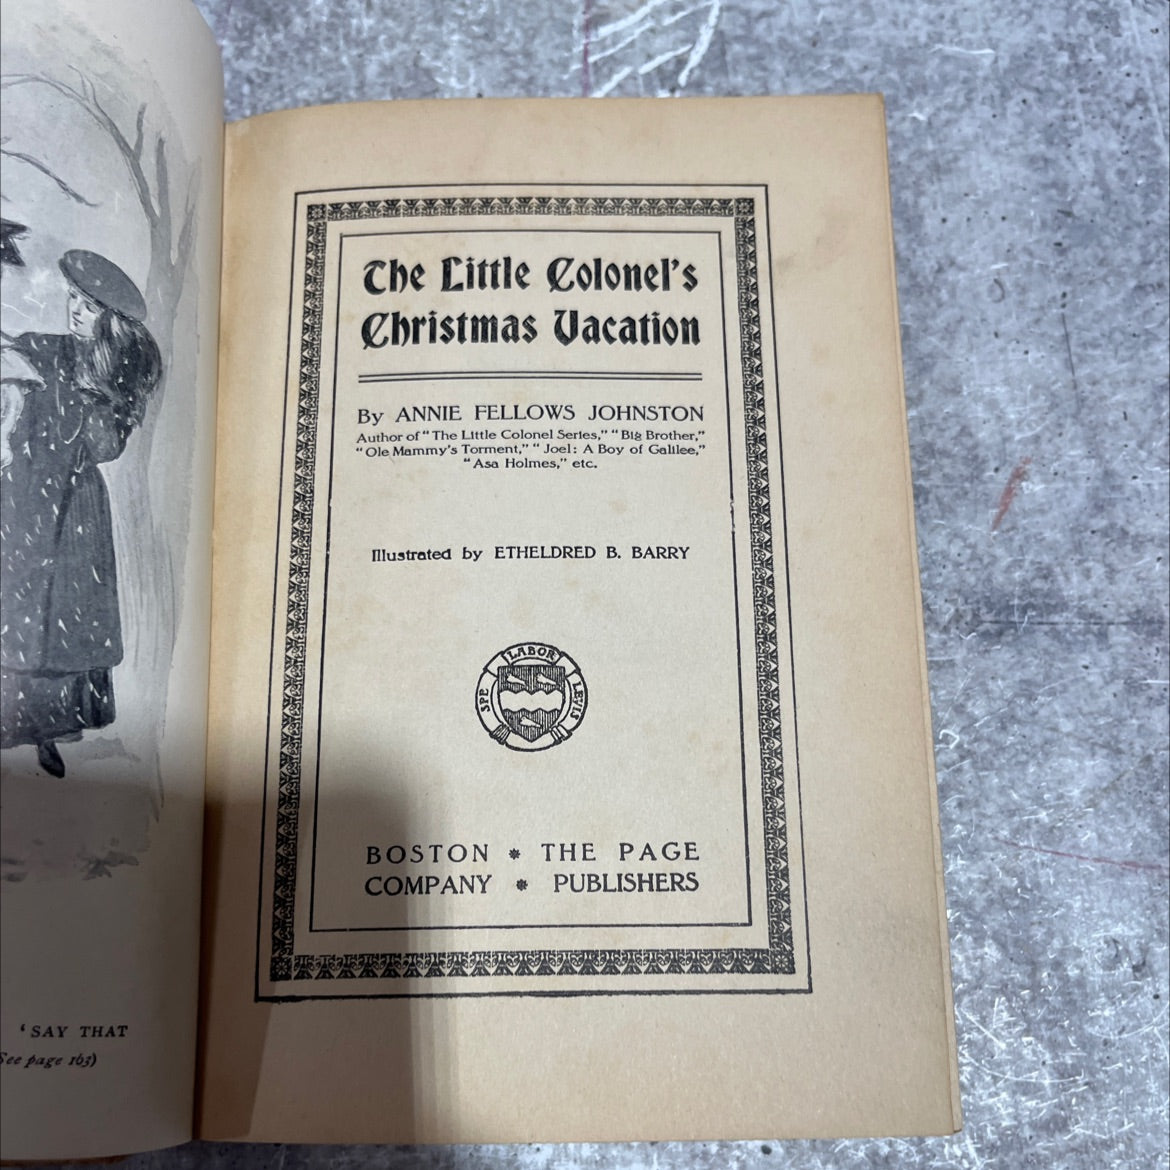 The Little Colonel's
Christmas Vacation
By ANNIE FELLOWS JOHNSTON
Author of "The Little Colonel Series," "Big Brother,"
"Ole Mammy's Torment," "Joel: A Boy of Galilee,"
"Asa Holmes," etc.
Illustrated by ETHELDRED B. BARRY
SPE LABOR LEVIS
BOSTON * THE PAGE
COMPANY * PUBLISHERS
'SAY THAT
See page 163)